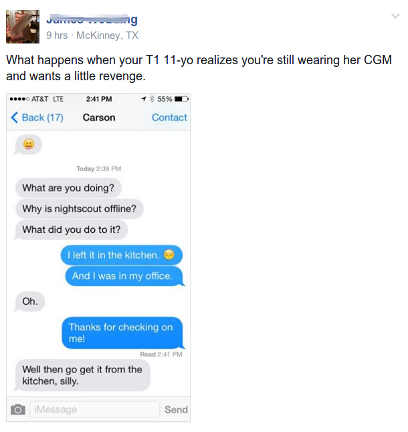 9 hrs · McKinney, TX
What happens when your T1 11-yo realizes you're still wearing her CGM
and wants a little revenge.
AT&T LTE 2:41 PM 55%
Back (17) Carson Contact
Today 2:39 PM
What are you doing?
Why is nightscout offline?
What did you do to it?
I left it in the kitchen. 😔
And I was in my office.
Oh.
Thanks for checking on
me!
Read 2:41 PM
Well then go get it from the
kitchen, silly.
iMessage Send